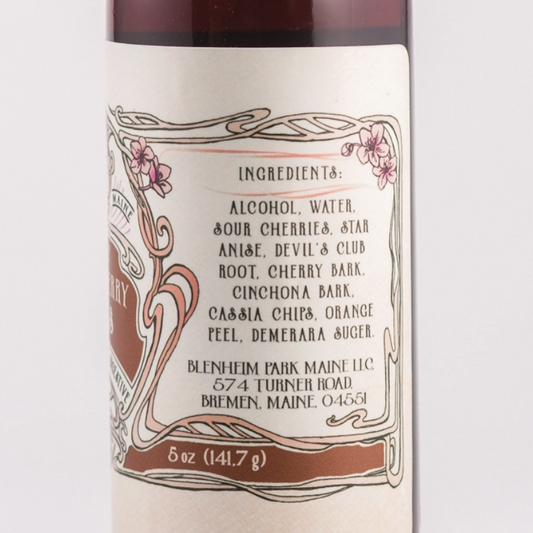 INGREDIENTS:
ALCOHOL, WATER,
SOUR CHERRIES, STAR
ANISE, DEVIL'S CLUB
ROOT, CHERRY BARK,
CINCHONA BARK,
CASSIA CHIPS, ORANGE
PEEL, DEMERARA SUGER.
BLENHEIM PARK MAINE LLC,
574 TURNER ROAD,
BREMEN, MAINE, 04551
5 oz (141.7 g)
MAINE